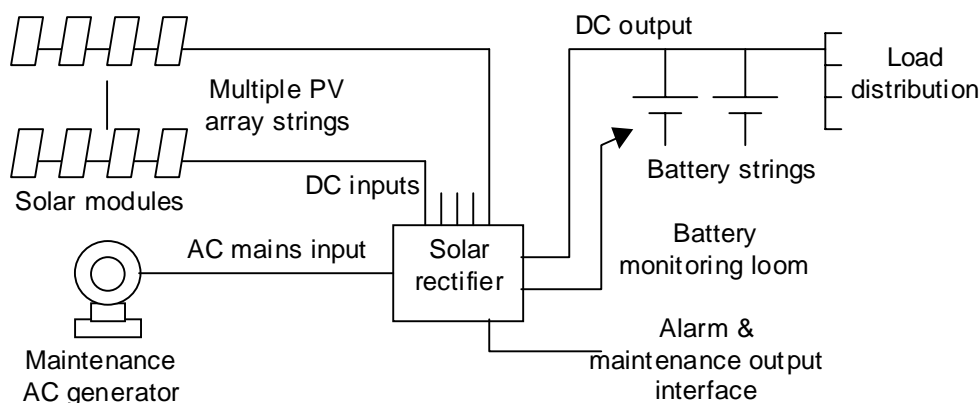 DC output
Load
distribution
Multiple PV
array strings
Battery strings
DC inputs
Solar modules
AC mains input
Solar
rectifier
Battery
monitoring loom
Maintenance
AC generator
Alarm &
maintenance output
interface